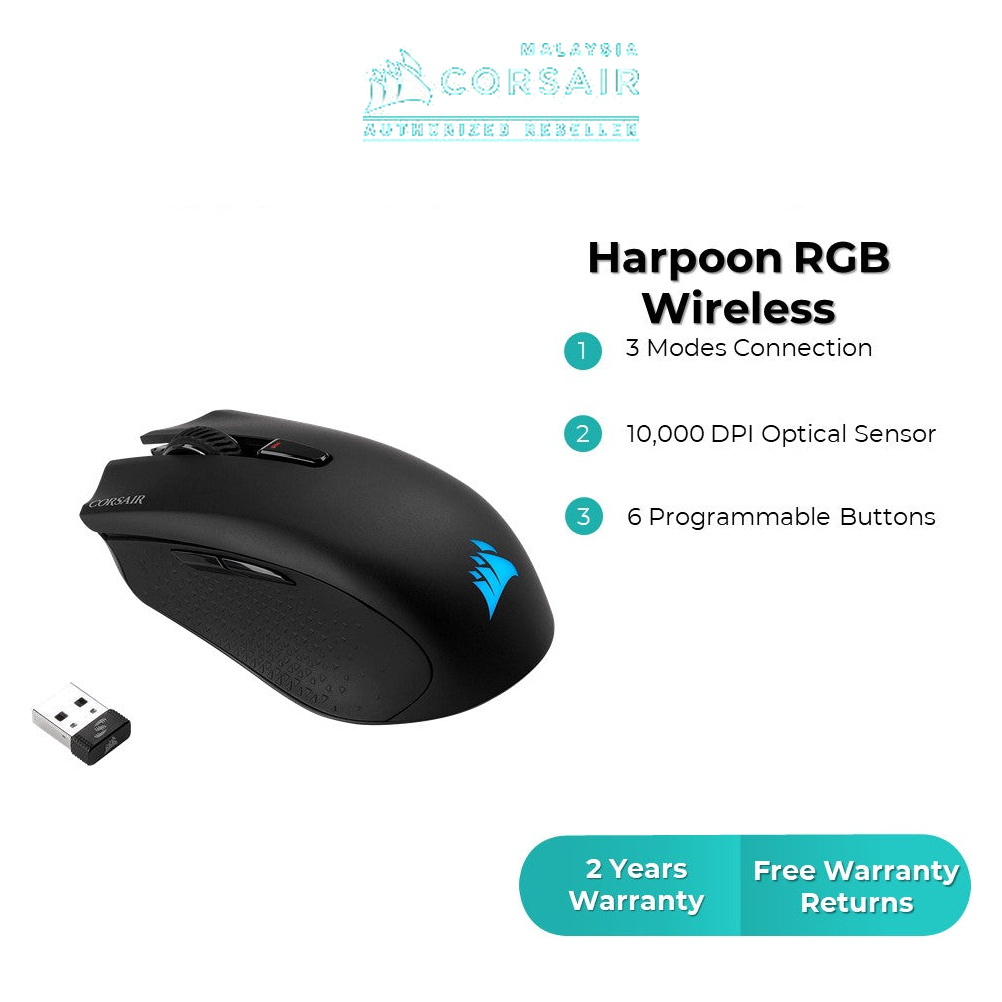 MALAYSIA
CORSAIR
AUTHORIZED RESELLER
Harpoon RGB
Wireless
1 3 Modes Connection
2 10,000 DPI Optical Sensor
3 6 Programmable Buttons
CORSAIR
2 Years
Warranty
Free Warranty
Returns